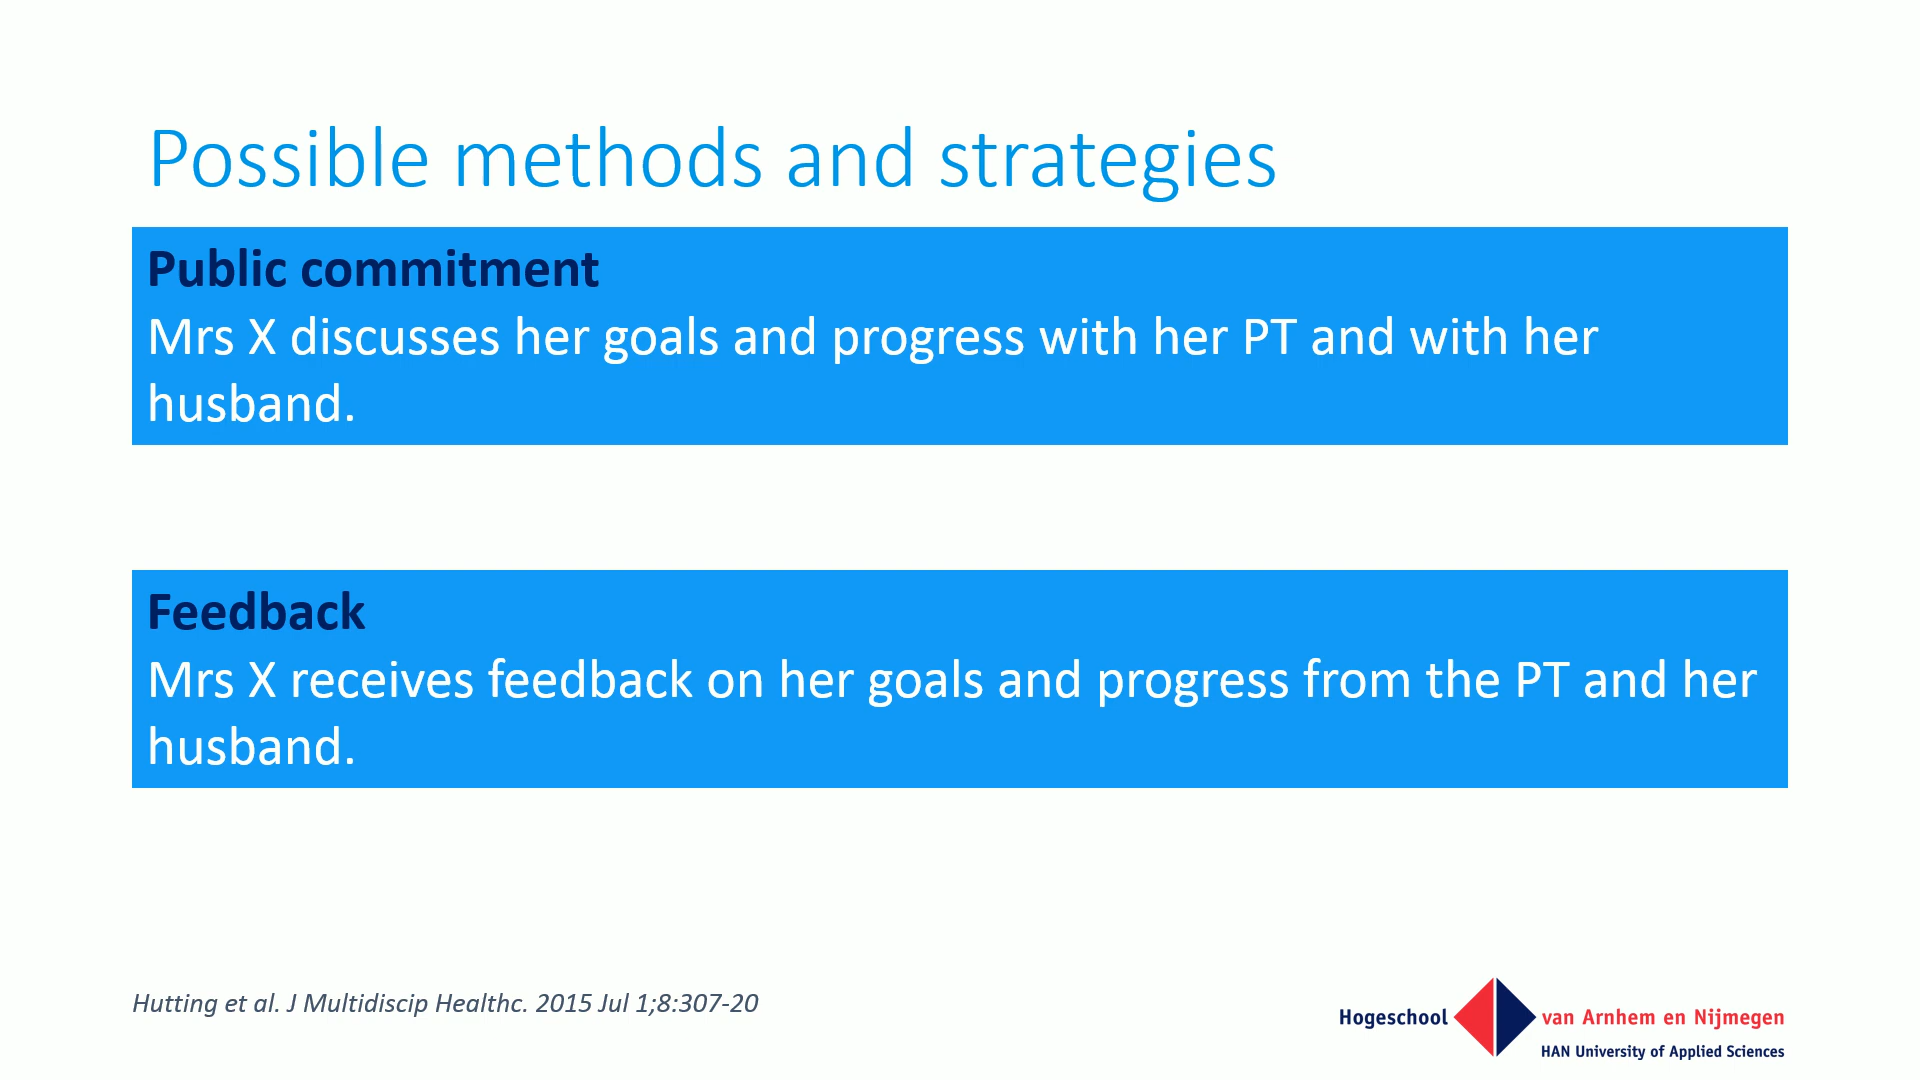 Possible methods and strategies
Public commitment
Mrs X discusses her goals and progress with her PT and with her
husband.
Feedback
Mrs X receives feedback on her goals and progress from the PT and her
husband.
Hutting et al. J Multidiscip Healthc. 2015 Jul 1;8:307-20
Hogeschool van Arnhem en Nijmegen
HAN University of Applied Sciences